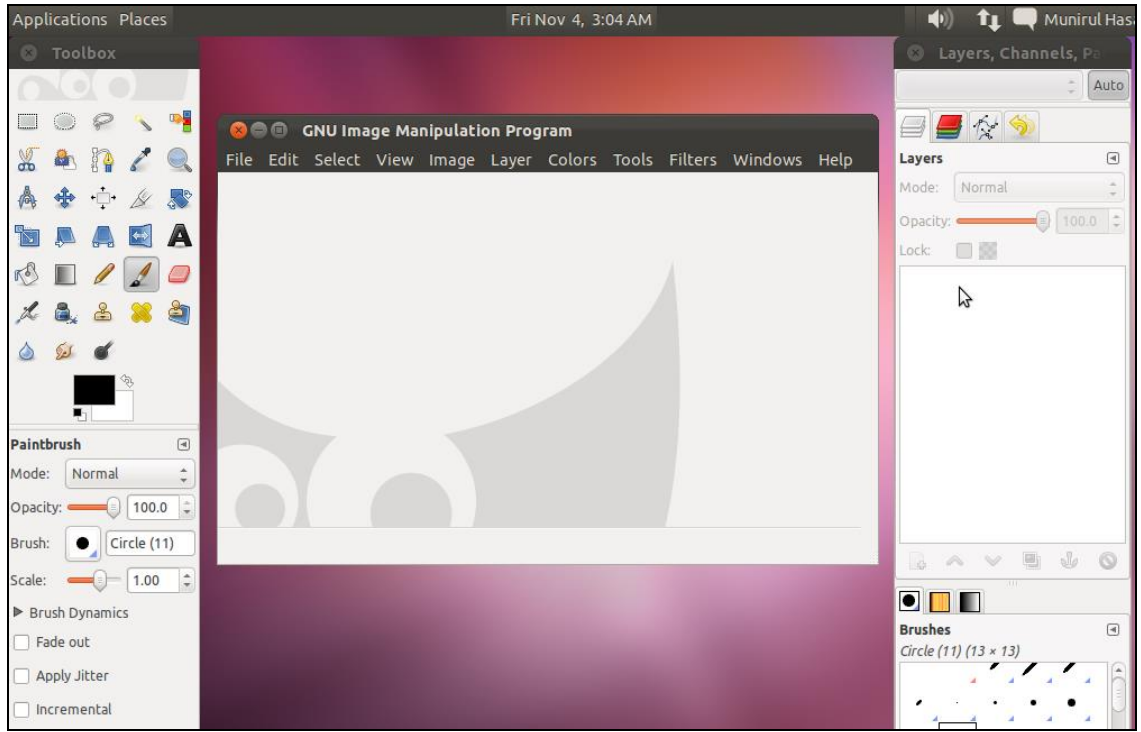 Applications Places
Fri Nov 4, 3:04 AM
Munirul Has
Toolbox
Paintbrush
Mode: Normal
Opacity: 100.0
Brush: Circle (11)
Scale: 1.00
Brush Dynamics
Fade out
Apply Jitter
Incremental
GNU Image Manipulation Program
File Edit Select View Image Layer Colors Tools Filters Windows Help
Layers, Channels, Pa
Auto
Layers
Mode: Normal
Opacity: 100.0
Lock:
Brushes
Circle (11) (13 × 13)